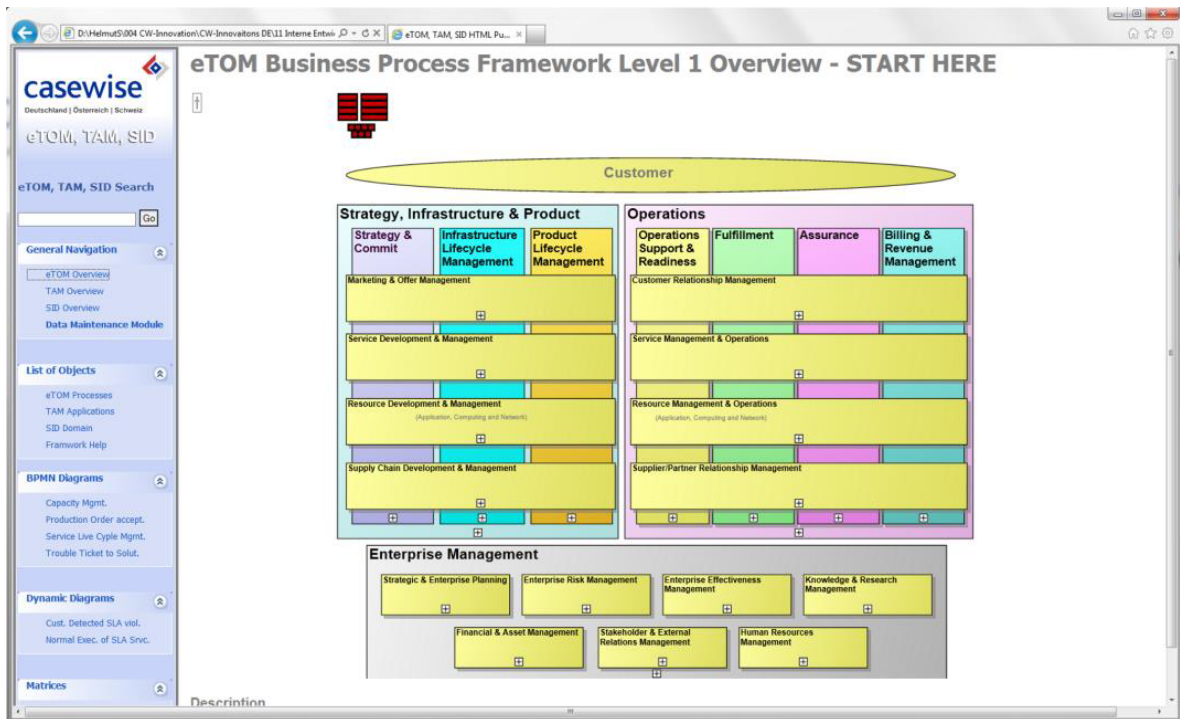 D:\HelmutS\004 CW-Innovation\CW-Innovaitons DE\11 Interne Entwi
eTOM, TAM, SID HTML Pu...
casewise
Deutschland | Österreich | Schweiz
eTOM, TAM, SID
eTOM, TAM, SID Search
Go
General Navigation
eTOM Overview
TAM Overview
SID Overview
Data Maintenance Module
List of Objects
eTOM Processes
TAM Applications
SID Domain
Framwork Help
BPMN Diagrams
Capacity Mgmt.
Production Order accept.
Service Live Cyple Mgmt.
Trouble Ticket to Solut.
Dynamic Diagrams
Cust. Detected SLA viol.
Normal Exec. of SLA Srvc.
Matrices
eTOM Business Process Framework Level 1 Overview - START HERE
Customer
Strategy, Infrastructure & Product
Strategy &
Commit
Infrastructure
Lifecycle
Management
Product
Lifecycle
Management
Marketing & Offer Management
Service Development & Management
Resource Development & Management
(Application, Computing and Network)
Supply Chain Development & Management
Operations
Operations
Support &
Readiness
Fulfillment
Assurance
Billing &
Revenue
Management
Customer Relationship Management
Service Management & Operations
Resource Management & Operations
(Application, Computing and Network)
Supplier/Partner Relationship Management
Enterprise Management
Strategic & Enterprise Planning
Enterprise Risk Management
Enterprise Effectiveness
Management
Knowledge & Research
Management
Financial & Asset Management
Stakeholder & External
Relations Management
Human Resources
Management
Description